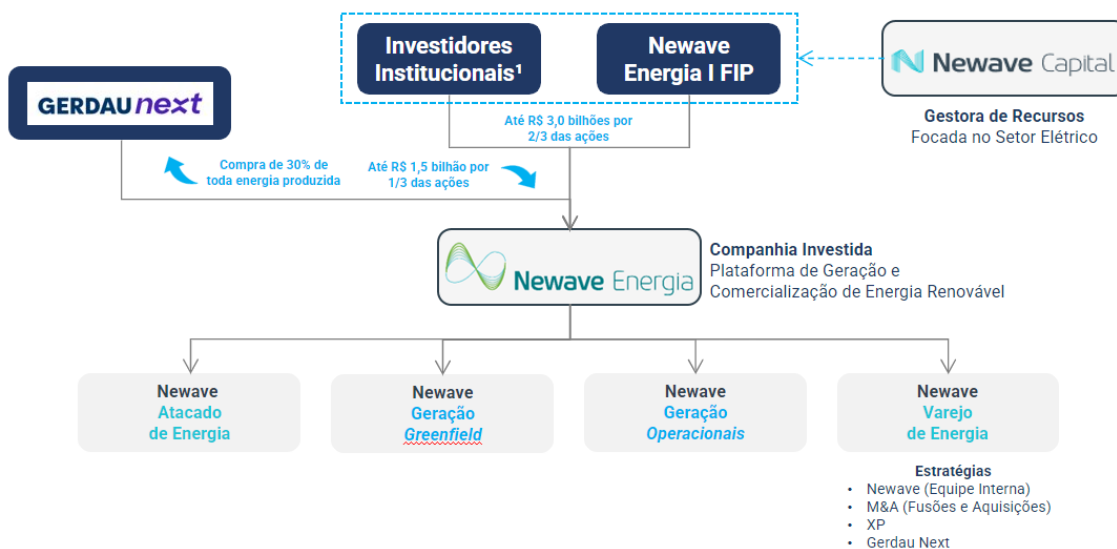 Investidores
Institucionais¹
Newave
Energia I FIP
Newave Capital
Gestora de Recursos
Focada no Setor Elétrico
GERDAU next
Até R$ 3,0 bilhões por
2/3 das ações
Compra de 30% de
toda energia produzida
Até R$ 1,5 bilhão por
1/3 das ações
Newave Energia
Companhia Investida
Plataforma de Geração e
Comercialização de Energia Renovável
Newave
Atacado
de Energia
Newave
Geração
Greenfield
Newave
Geração
Operacionais
Newave
Varejo
de Energia
Estratégias
• Newave (Equipe Interna)
• M&A (Fusões e Aquisições)
• XP
• Gerdau Next